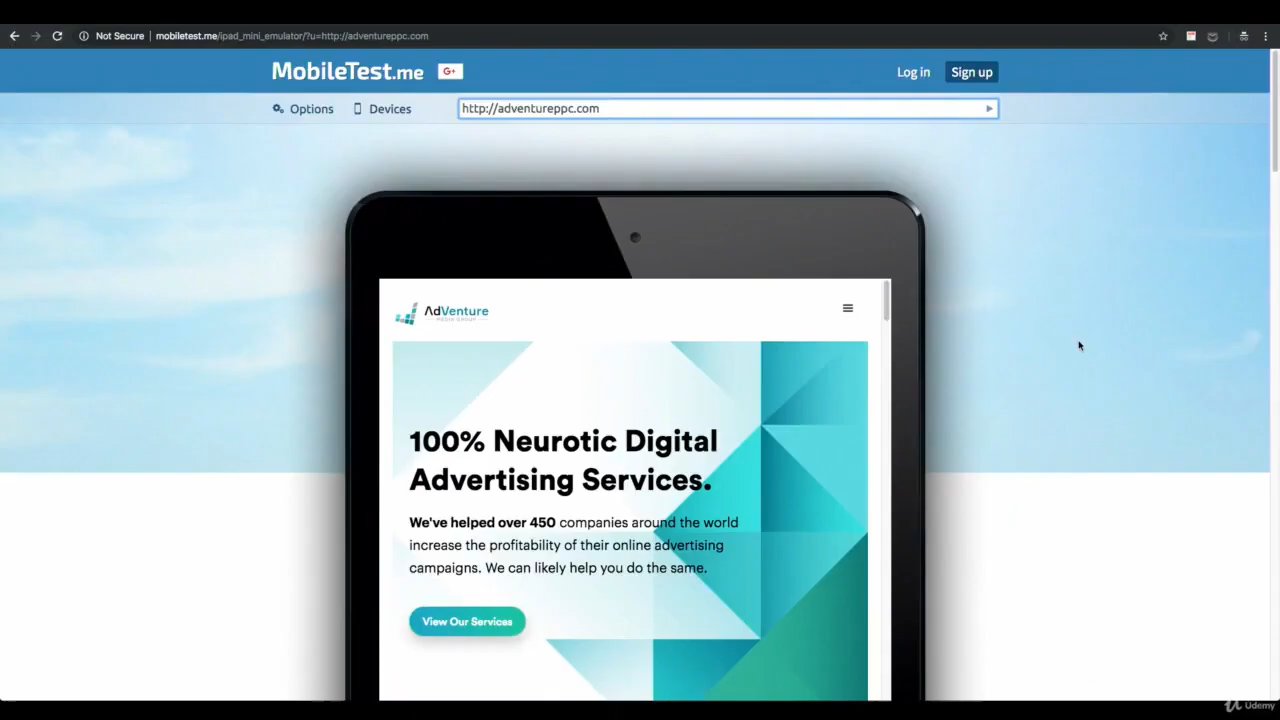 Not Secure | mobiletest.me/ipad_mini_emulator/?u=http://adventureppc.com
MobileTest.me G+ Log in Sign up
Options Devices http://adventureppc.com
AdVenture
MEDIA GROUP
100% Neurotic Digital
Advertising Services.
We've helped over 450 companies around the world
increase the profitability of their online advertising
campaigns. We can likely help you do the same.
View Our Services
Udemy